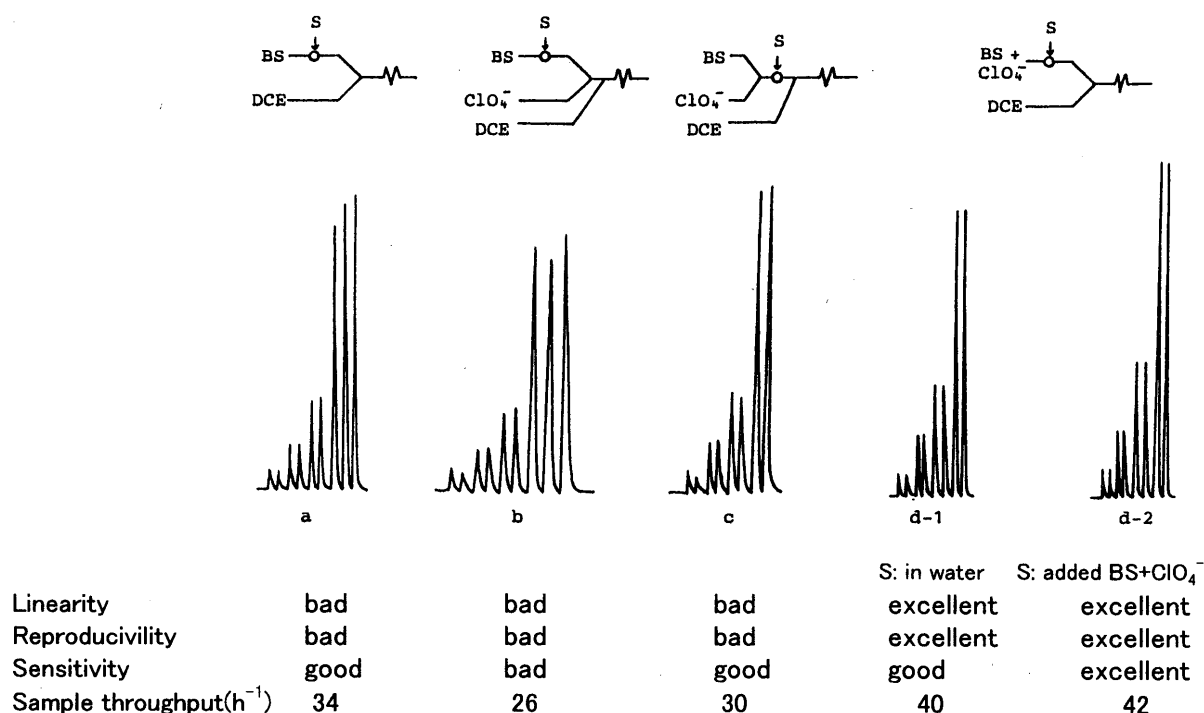 S S S S
BS BS BS BS +
ClO₄⁻
DCE ClO₄⁻ ClO₄⁻ DCE
DCE DCE
a b c d-1 d-2
S: in water S: added BS+ClO₄⁻
Linearity bad bad bad excellent excellent
Reproducivility bad bad bad excellent excellent
Sensitivity good bad good good excellent
Sample throughput(h⁻¹) 34 26 30 40 42